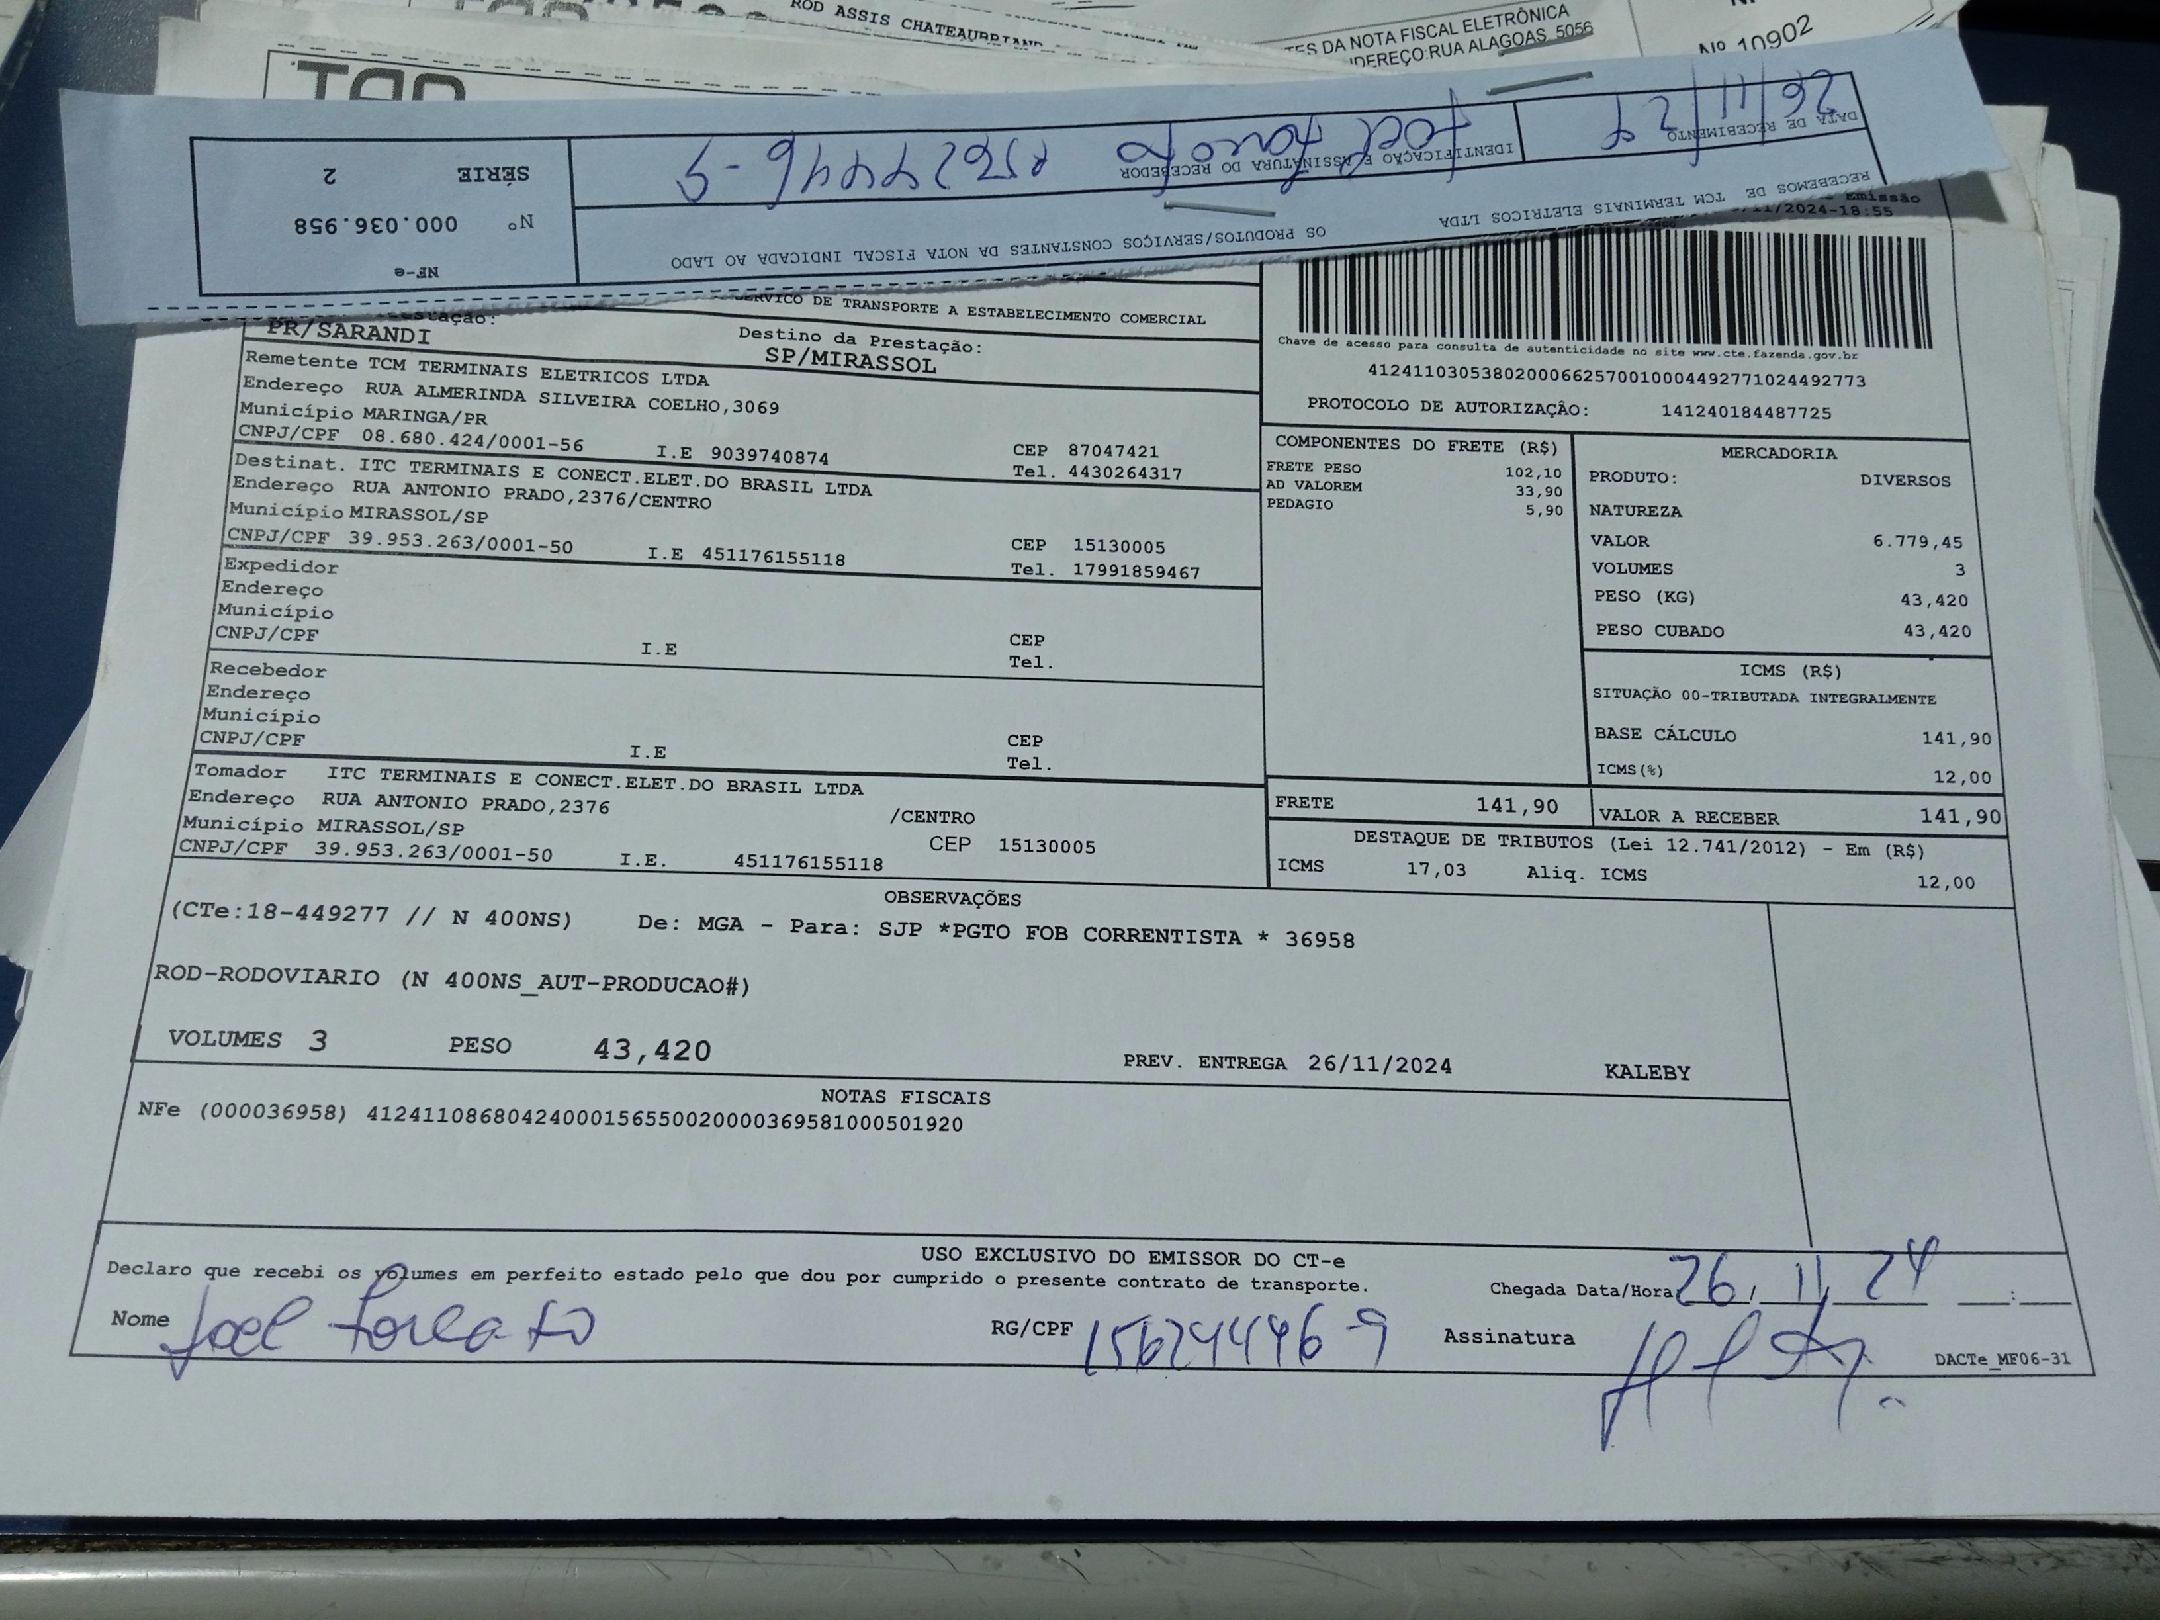 ROD ASSIS CHATEAUBRIAND
ES DA NOTA FISCAL ELETRÔNICA
DEREÇO:RUA ALAGOAS 5056
Nº 10902
RECEBEMOS DE TCM TERMINAIS ELETRICOS LTDA
OS PRODUTOS/SERVIÇOS CONSTANTES DA NOTA FISCAL INDICADA AO LADO
DATA DE RECEBIMENTO
26/11/24
IDENTIFICAÇÃO E ASSINATURA DO RECEBEDOR
Joel
15624446-9
NF-e
Nº 000.036.958
SÉRIE 2
Emissão
/11/2024-18:55
SERVICO DE TRANSPORTE A ESTABELECIMENTO COMERCIAL
PR/SARANDI
Destino da Prestação:
SP/MIRASSOL
Chave de acesso para consulta de autenticidade no site www.cte.fazenda.gov.br
41241103053802000662570010004492771024492773
PROTOCOLO DE AUTORIZAÇÃO: 141240184487725
Remetente TCM TERMINAIS ELETRICOS LTDA
Endereço RUA ALMERINDA SILVEIRA COELHO,3069
Município MARINGA/PR
CEP 87047421
CNPJ/CPF 08.680.424/0001-56 I.E 9039740874
Tel. 4430264317
Destinat. ITC TERMINAIS E CONECT.ELET.DO BRASIL LTDA
Endereço RUA ANTONIO PRADO,2376/CENTRO
Município MIRASSOL/SP
CEP 15130005
CNPJ/CPF 39.953.263/0001-50 I.E 451176155118
Tel. 17991859467
Expedidor
Endereço
Município
CEP
CNPJ/CPF I.E
Tel.
Recebedor
Endereço
Município
CEP
CNPJ/CPF I.E
Tel.
Tomador ITC TERMINAIS E CONECT.ELET.DO BRASIL LTDA
Endereço RUA ANTONIO PRADO,2376 /CENTRO
Município MIRASSOL/SP
CEP 15130005
CNPJ/CPF 39.953.263/0001-50 I.E. 451176155118
COMPONENTES DO FRETE (R$)
FRETE PESO 102,10
AD VALOREM 33,90
PEDAGIO 5,90
MERCADORIA
PRODUTO: DIVERSOS
NATUREZA
VALOR 6.779,45
VOLUMES 3
PESO (KG) 43,420
PESO CUBADO 43,420
ICMS (R$)
SITUAÇÃO 00-TRIBUTADA INTEGRALMENTE
BASE CÁLCULO 141,90
ICMS(%) 12,00
FRETE 141,90
VALOR A RECEBER 141,90
DESTAQUE DE TRIBUTOS (Lei 12.741/2012) - Em (R$)
ICMS 17,03 Aliq. ICMS 12,00
OBSERVAÇÕES
(CTe:18-449277 // N 400NS) De: MGA - Para: SJP *PGTO FOB CORRENTISTA * 36958
ROD-RODOVIARIO (N 400NS_AUT-PRODUCAO#)
VOLUMES 3 PESO 43,420 PREV. ENTREGA 26/11/2024 KALEBY
NOTAS FISCAIS
NFe (000036958) 41241108680424000156550020000369581000501920
USO EXCLUSIVO DO EMISSOR DO CT-e
Declaro que recebi os volumes em perfeito estado pelo que dou por cumprido o presente contrato de transporte.
Chegada Data/Hora 26/11/24 __:__
Nome Joel
RG/CPF 15624446-9
Assinatura
DACTe_MF06-31